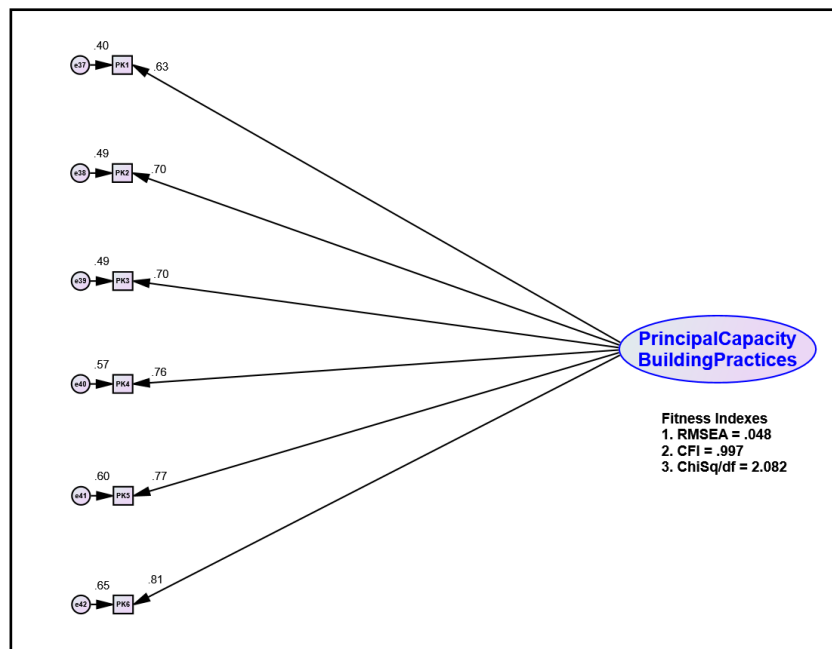 .40
e37 PK1 .63
.49
e38 PK2 .70
.49
e39 PK3 .70
.57
e40 PK4 .76
.60
e41 PK5 .77
.65
e42 PK6 .81
PrincipalCapacity
BuildingPractices
Fitness Indexes
1. RMSEA = .048
2. CFI = .997
3. ChiSq/df = 2.082